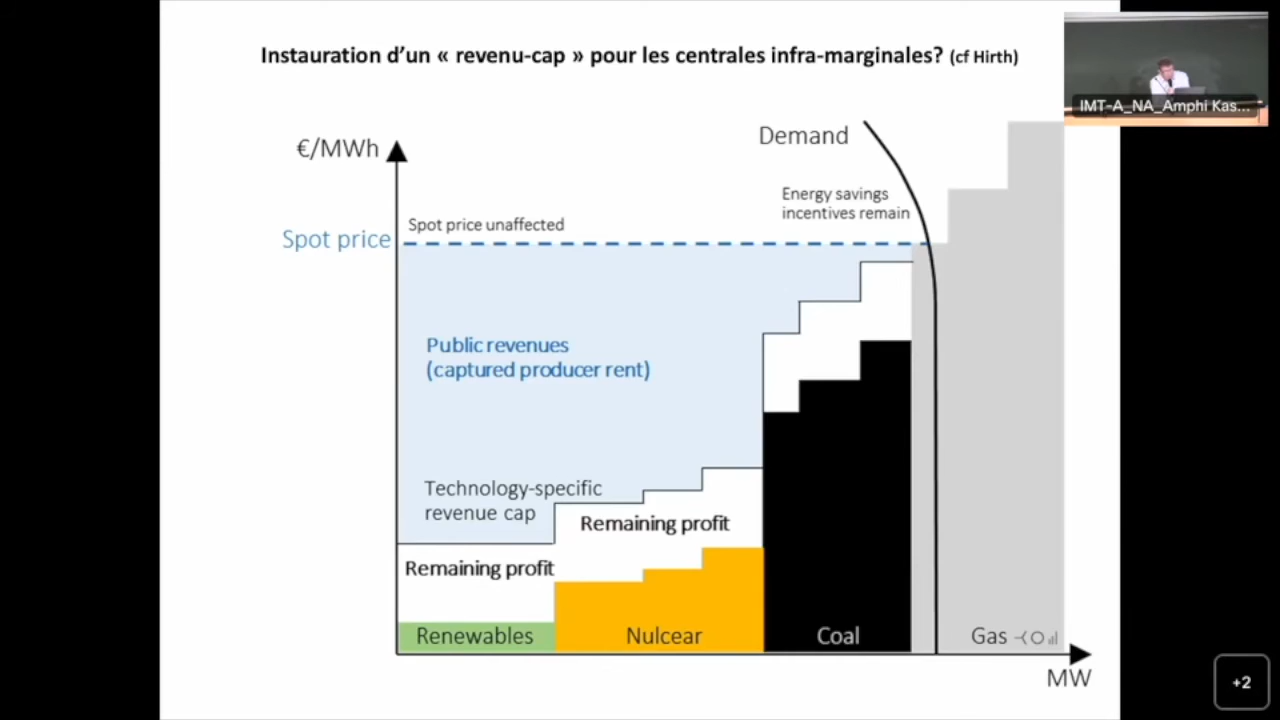 Instauration d’un « revenu-cap » pour les centrales infra-marginales? (cf Hirth)
IMT-A_NA_Amphi Kas...
€/MWh
Demand
Energy savings
incentives remain
Spot price unaffected
Spot price
Public revenues
(captured producer rent)
Technology-specific
revenue cap
Remaining profit
Remaining profit
Renewables
Nulcear
Coal
Gas
MW
+2